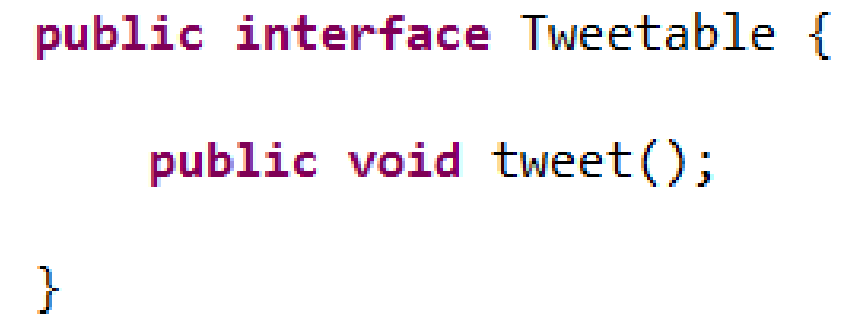 public interface Tweetable {
public void tweet();
}